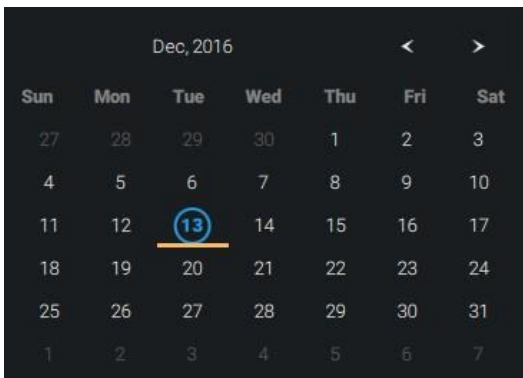 Dec, 2016 < >
Sun Mon Tue Wed Thu Fri Sat
27 28 29 30 1 2 3
4 5 6 7 8 9 10
11 12 13 14 15 16 17
18 19 20 21 22 23 24
25 26 27 28 29 30 31
1 2 3 4 5 6 7